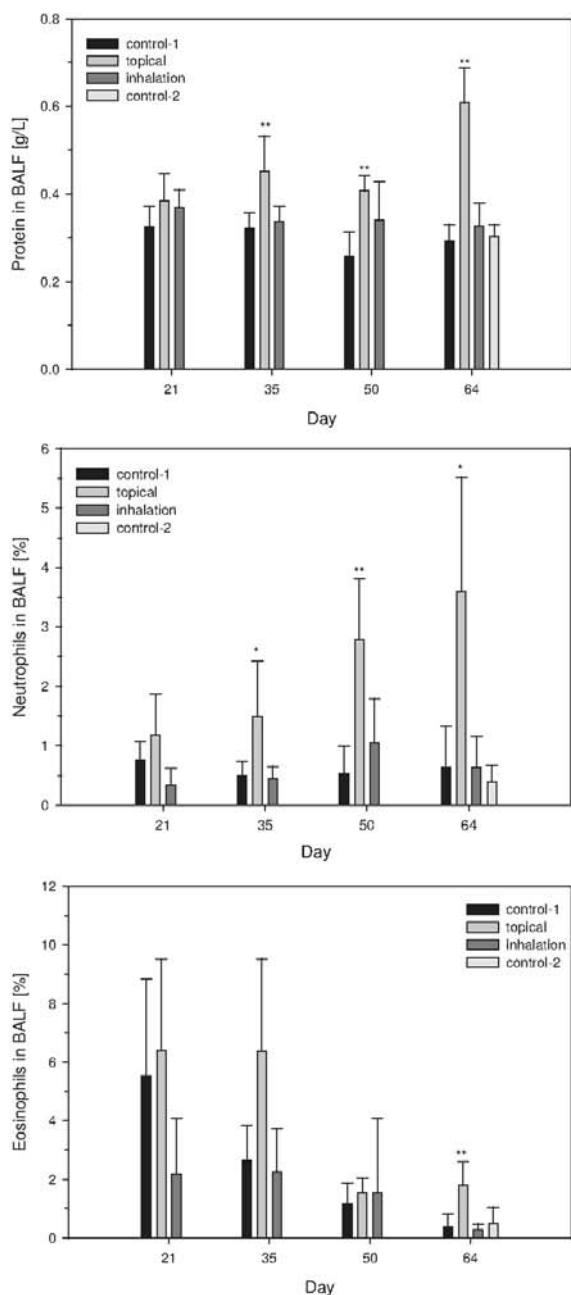 0.8
control-1
topical
inhalation
control-2
**
**
**
0.6
0.4
0.2
0.0
Protein in BALF [g/L]
21 35 50 64
Day
6
control-1
topical
inhalation
control-2
*
**
*
5
4
3
2
1
0
Neutrophils in BALF [%]
21 35 50 64
Day
12
control-1
topical
inhalation
control-2
10
8
6
4
2
0
**
Eosinophils in BALF [%]
21 35 50 64
Day